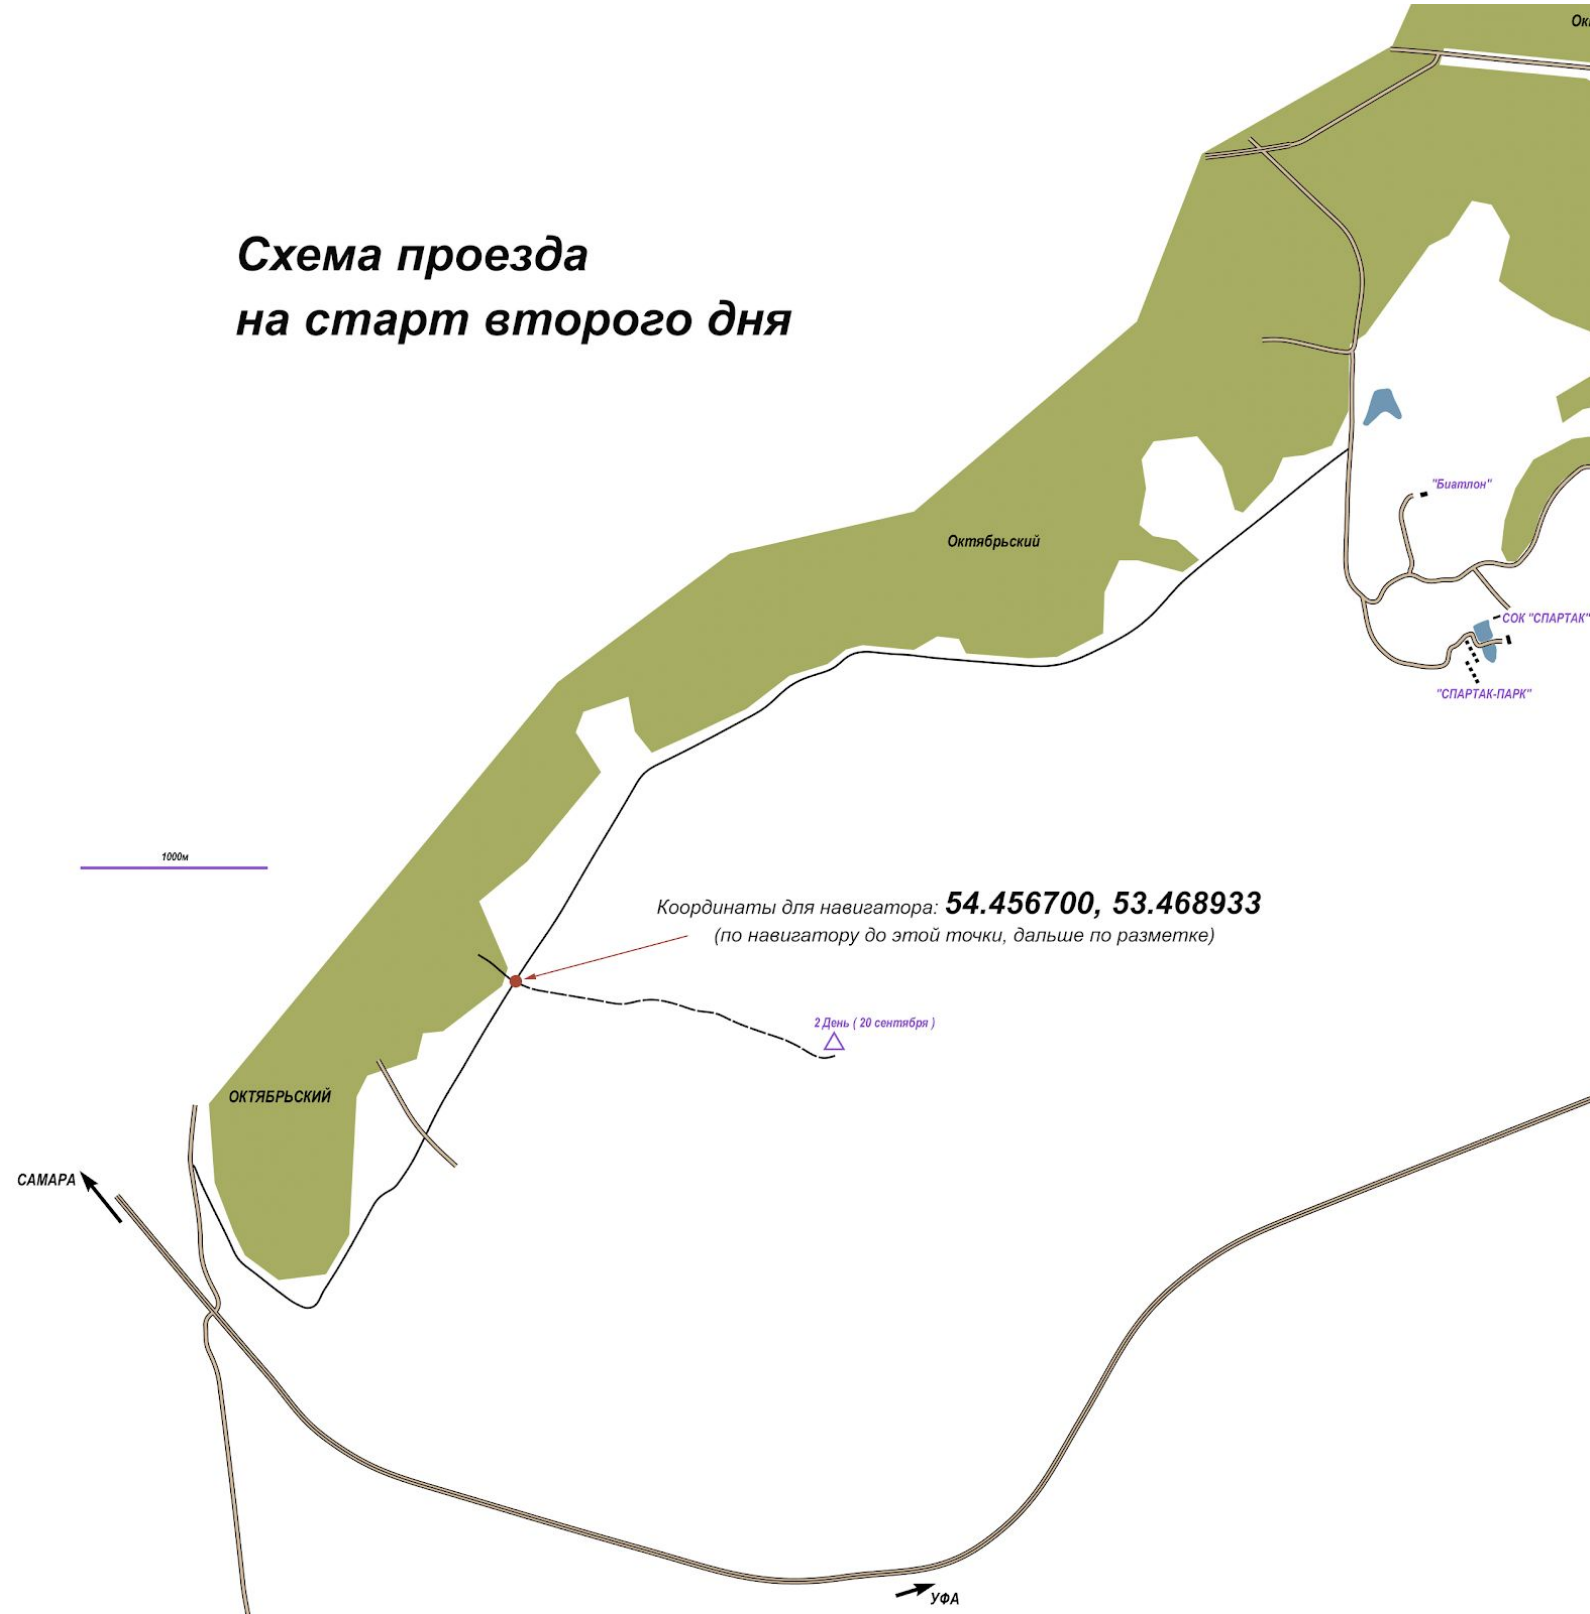 Схема проезда
на старт второго дня
"Биатлон"
Октябрьский
СОК "СПАРТАК"
"СПАРТАК-ПАРК"
1000м
Координаты для навигатора: 54.456700, 53.468933
(по навигатору до этой точки, дальше по разметке)
2 День ( 20 сентября )
ОКТЯБРЬСКИЙ
САМАРА
УФА